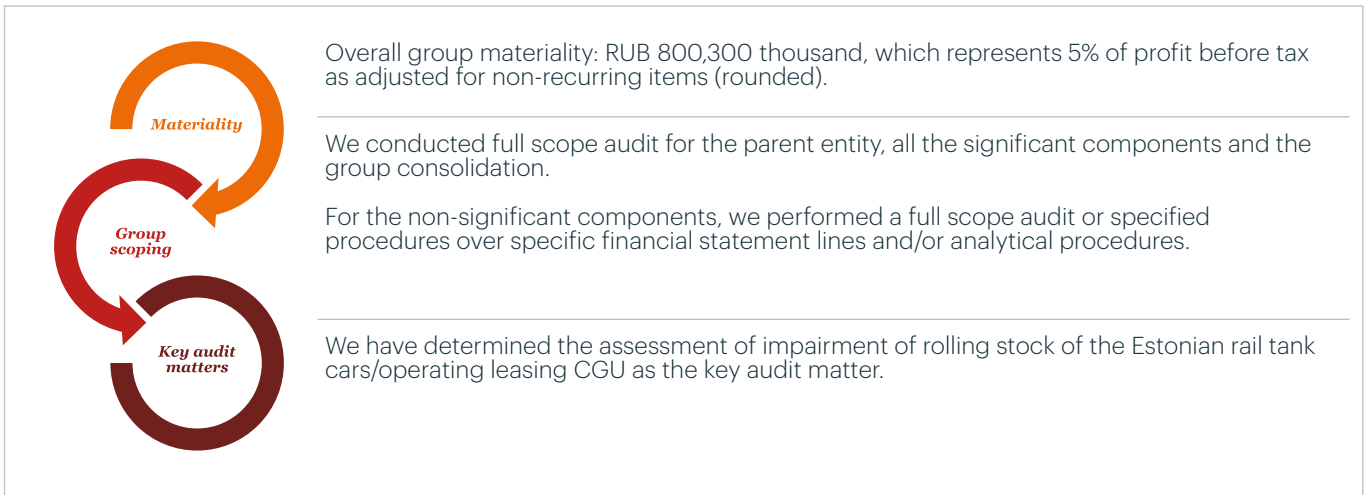 Materiality
Overall group materiality: RUB 800,300 thousand, which represents 5% of profit before tax
as adjusted for non-recurring items (rounded).
Group
scoping
We conducted full scope audit for the parent entity, all the significant components and the
group consolidation.
For the non-significant components, we performed a full scope audit or specified
procedures over specific financial statement lines and/or analytical procedures.
Key audit
matters
We have determined the assessment of impairment of rolling stock of the Estonian rail tank
cars/operating leasing CGU as the key audit matter.